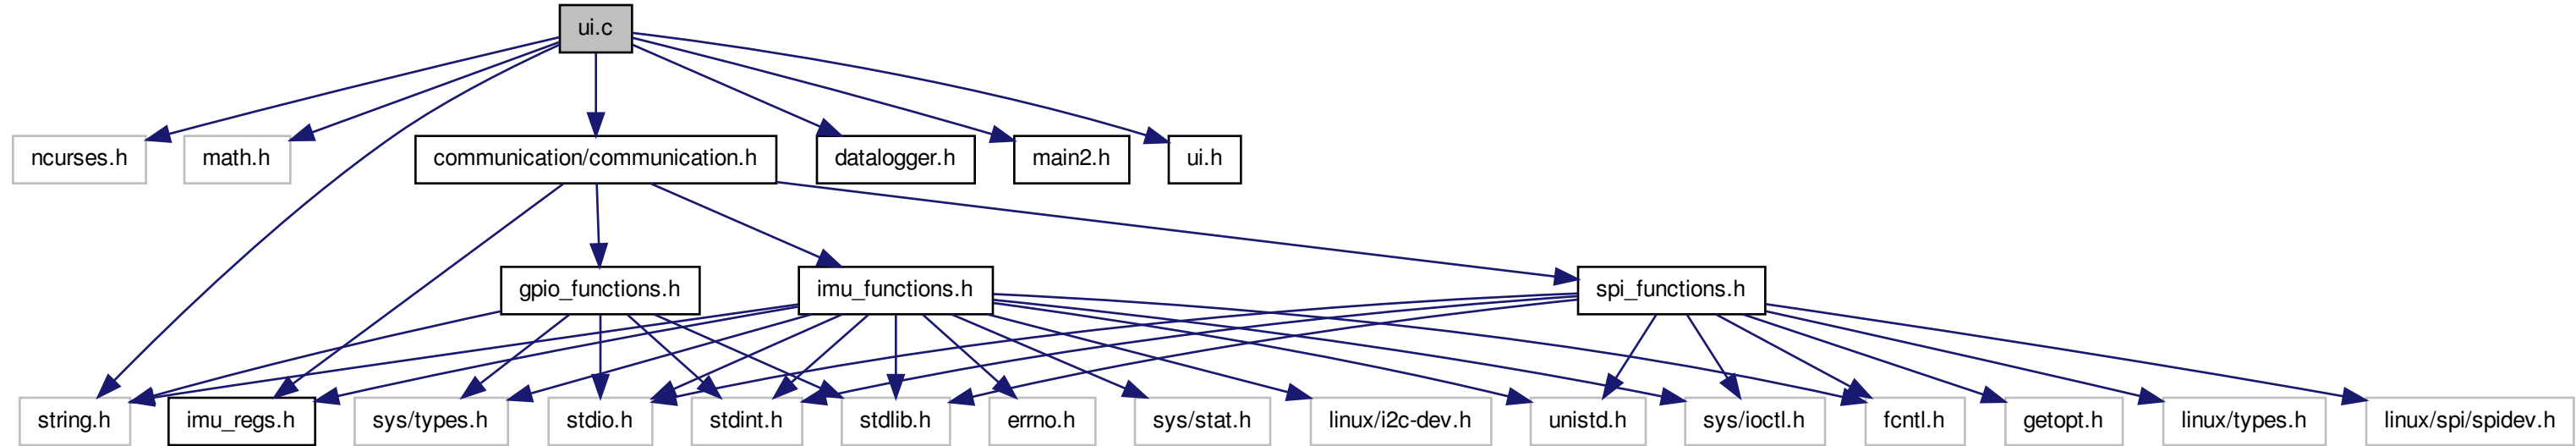 ui.c
ncurses.h
math.h
communication/communication.h
datalogger.h
main2.h
ui.h
gpio_functions.h
imu_functions.h
spi_functions.h
string.h
imu_regs.h
sys/types.h
stdio.h
stdint.h
stdlib.h
errno.h
sys/stat.h
linux/i2c-dev.h
unistd.h
sys/ioctl.h
fcntl.h
getopt.h
linux/types.h
linux/spi/spidev.h